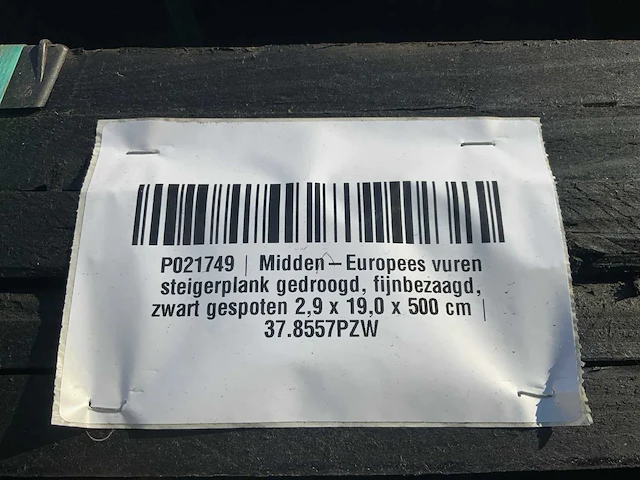 P021749 | Midden-Europees vuren
steigerplank gedroogd, fijnbezaagd,
zwart gespoten 2,9 x 19,0 x 500 cm |
37.8557PZW